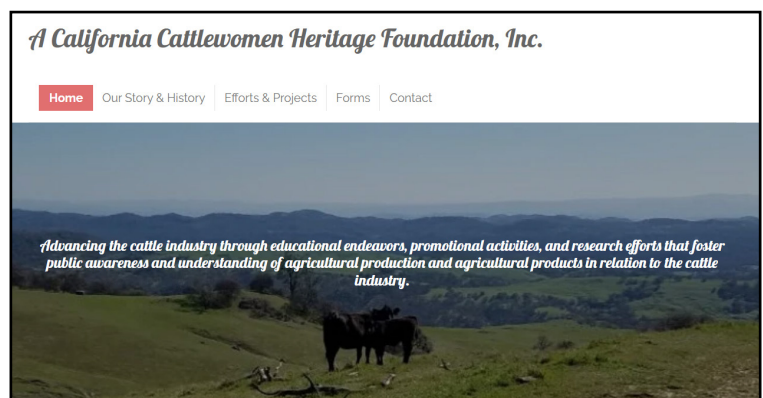 A California Cattlewomen Heritage Foundation, Inc.
Home Our Story & History Efforts & Projects Forms Contact
Advancing the cattle industry through educational endeavors, promotional activities, and research efforts that foster
public awareness and understanding of agricultural production and agricultural products in relation to the cattle
industry.